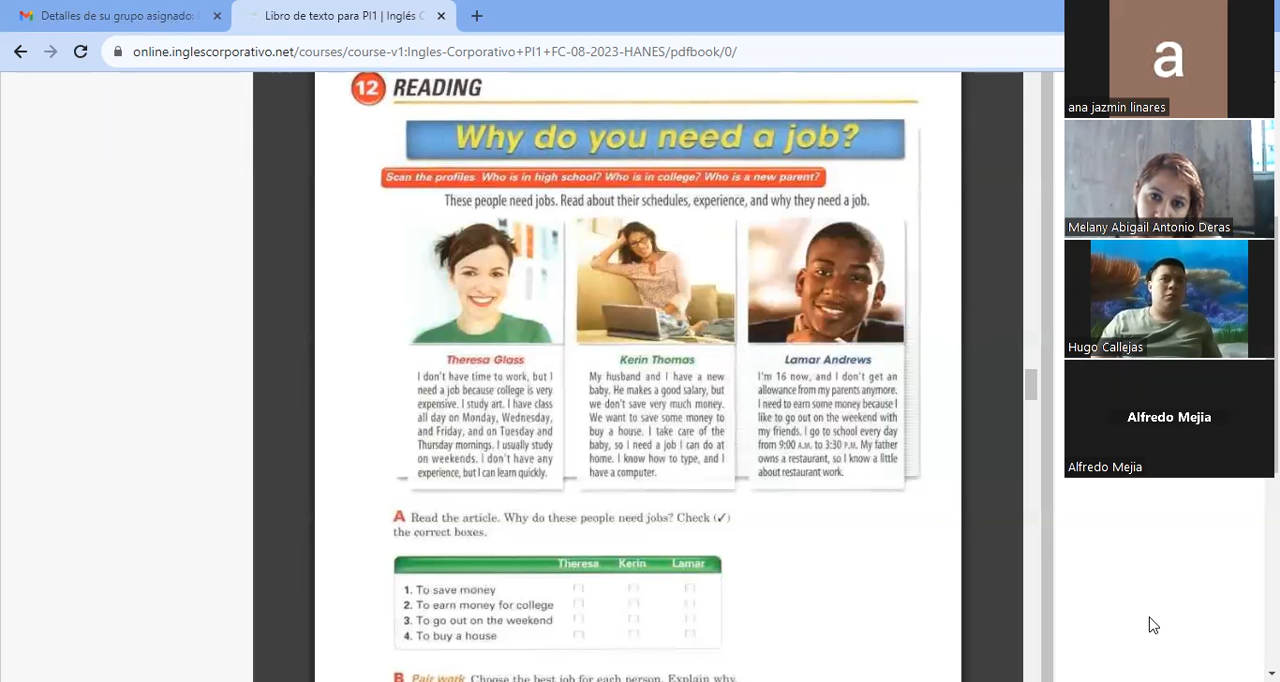 Detalles de su grupo asignado:
Libro de texto para PI1 | Inglés C
online.inglescorporativo.net/courses/course-v1:Ingles-Corporativo+PI1+FC-08-2023-HANES/pdfbook/0/
12 READING
Why do you need a job?
Scan the profiles. Who is in high school? Who is in college? Who is a new parent?
These people need jobs. Read about their schedules, experience, and why they need a job.
Theresa Glass
I don't have time to work, but I
need a job because college is very
expensive. I study art. I have class
all day on Monday, Wednesday,
and Friday, and on Tuesday and
Thursday mornings. I usually study
on weekends. I don't have any
experience, but I can learn quickly.
Kerin Thomas
My husband and I have a new
baby. He makes a good salary, but
we don't save very much money.
We want to save some money to
buy a house. I take care of the
baby, so I need a job I can do at
home. I know how to type, and I
have a computer.
Lamar Andrews
I'm 16 now, and I don't get an
allowance from my parents anymore.
I need to earn some money because I
like to go out on the weekend with
my friends. I go to school every day
from 9:00 A.M. to 3:30 P.M. My father
owns a restaurant, so I know a little
about restaurant work.
A Read the article. Why do these people need jobs? Check (✓)
the correct boxes.
Theresa Kerin Lamar
1. To save money
2. To earn money for college
3. To go out on the weekend
4. To buy a house
B Pair work Choose the best job for each person. Explain why.
a
ana jazmin linares
Melany Abigail Antonio Deras
Hugo Callejas
Alfredo Mejia
Alfredo Mejia